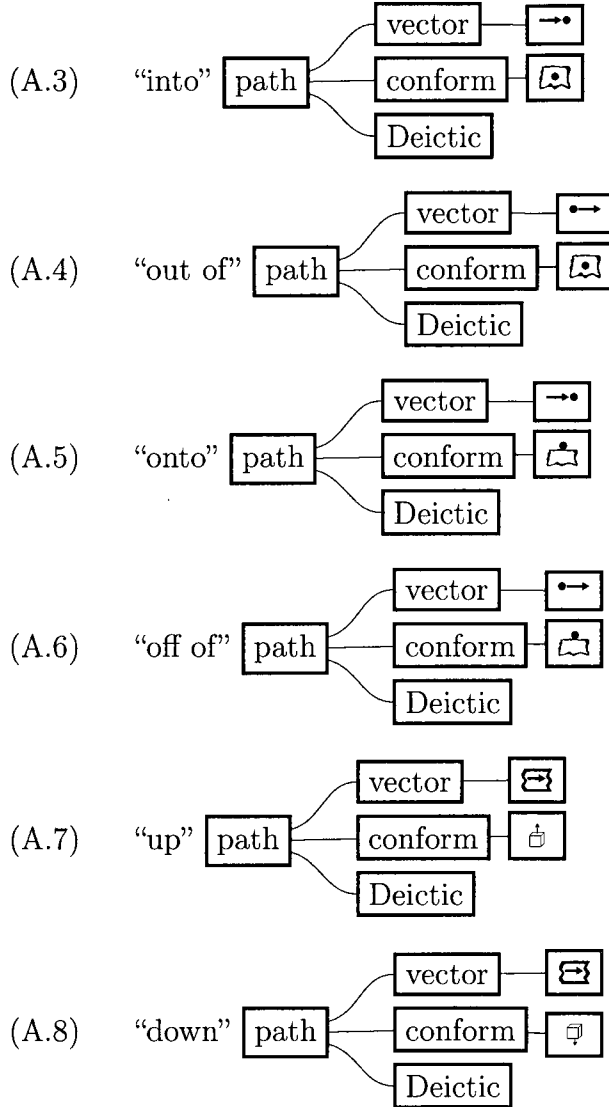 vector
(A.3) “into” path conform
Deictic
vector
(A.4) “out of” path conform
Deictic
vector
(A.5) “onto” path conform
Deictic
vector
(A.6) “off of” path conform
Deictic
vector
(A.7) “up” path conform
Deictic
vector
(A.8) “down” path conform
Deictic